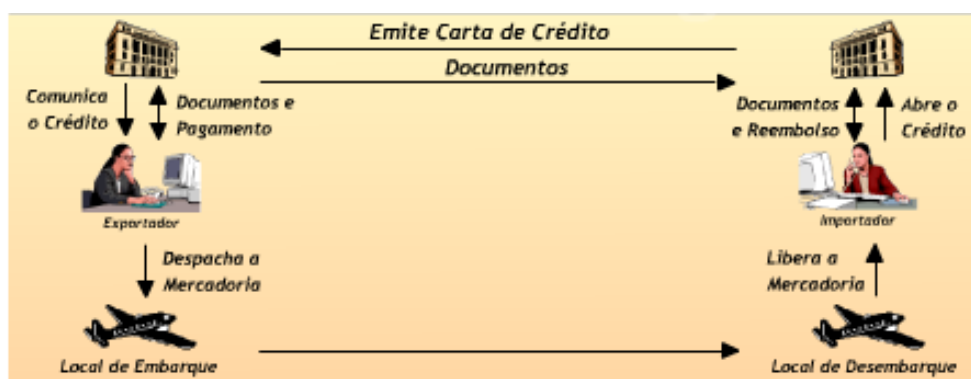 Emite Carta de Crédito
Documentos
Comunica
o Crédito
Documentos e
Pagamento
Documentos
e Reembolso
Abre o
Crédito
Exportador
Importador
Despacha a
Mercadoria
Libera a
Mercadoria
Local de Embarque
Local de Desembarque